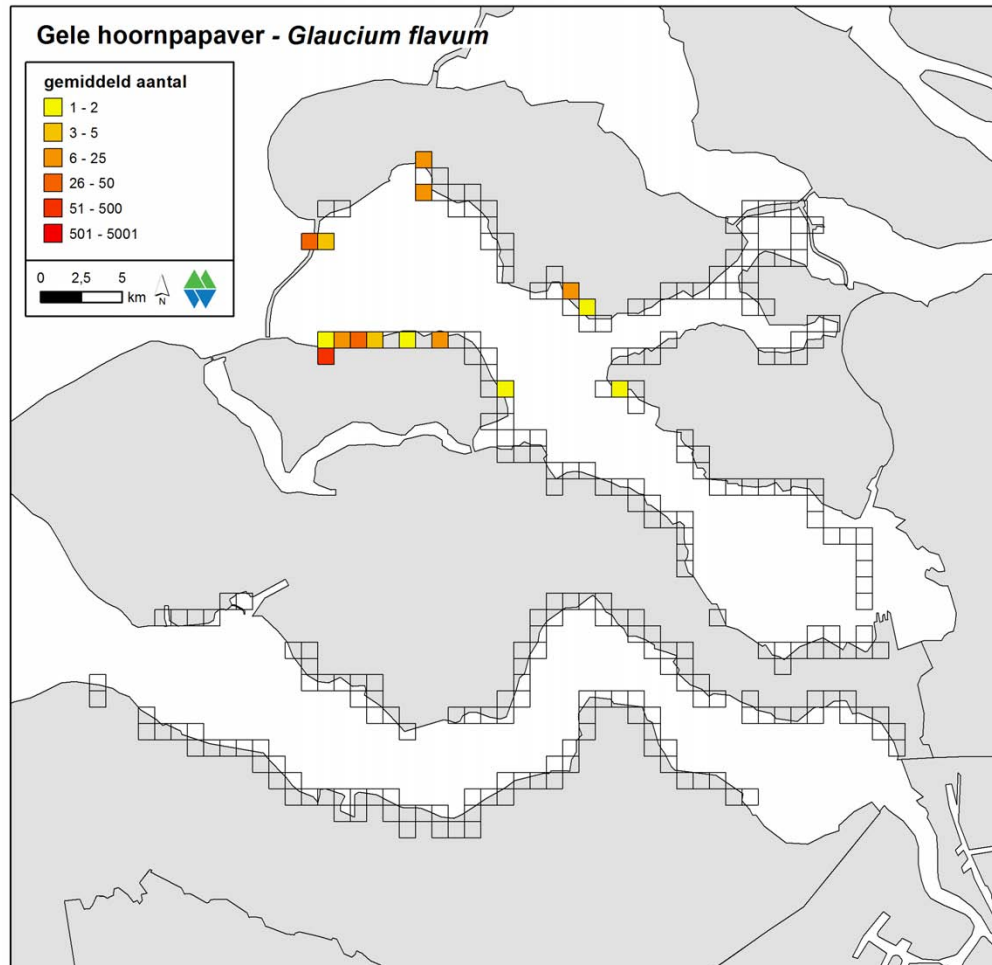 Gele hoornpapaver - Glaucium flavum
gemiddeld aantal
1 - 2
3 - 5
6 - 25
26 - 50
51 - 500
501 - 5001
0 2,5 5
km
N